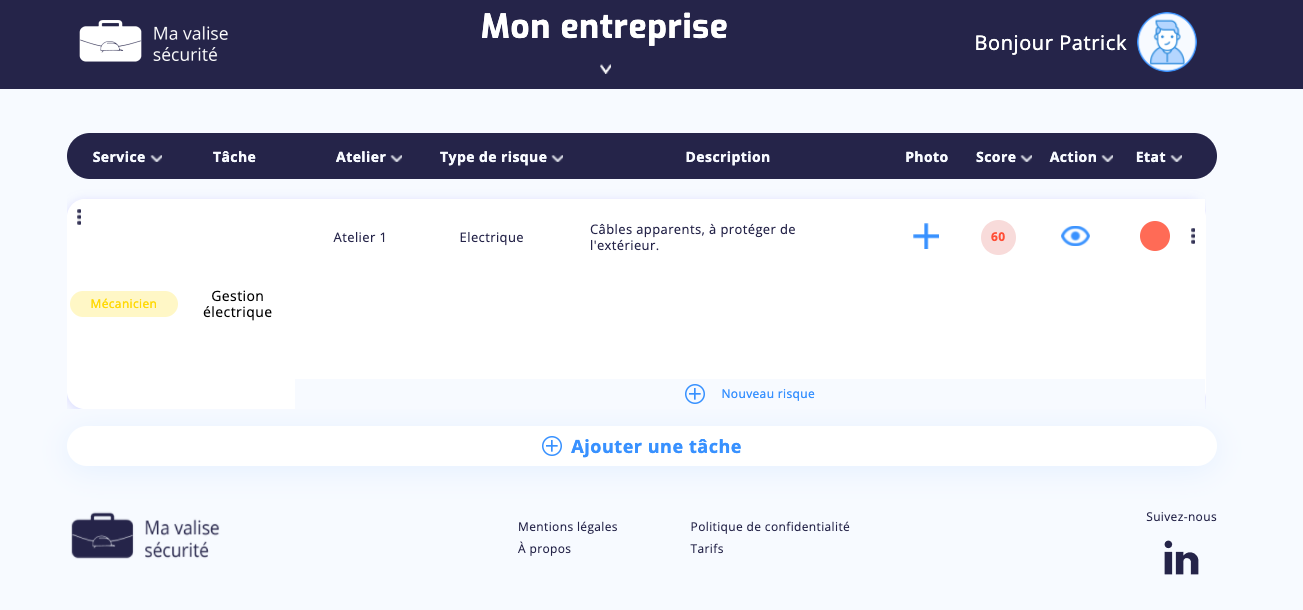 Ma valise
sécurité
Mon entreprise
Bonjour Patrick
Service
Tâche
Atelier
Type de risque
Description
Photo
Score
Action
Etat
Atelier 1
Electrique
Câbles apparents, à protéger de
l'extérieur.
60
Mécanicien
Gestion
électrique
Nouveau risque
Ajouter une tâche
Ma valise
sécurité
Mentions légales
À propos
Politique de confidentialité
Tarifs
Suivez-nous
in